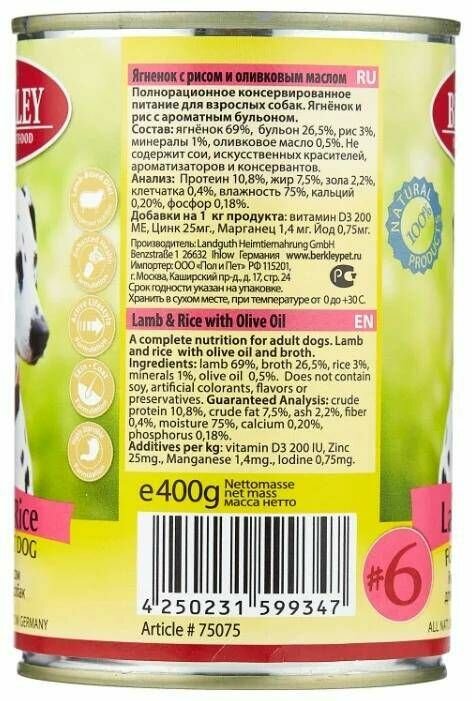 Ягненок с рисом и оливковым маслом RU
Полнорационное консервированное
питание для взрослых собак. Ягнёнок и
рис с ароматным бульоном.
Состав: ягнёнок 69%, бульон 26,5%, рис 3%,
минералы 1%, оливковое масло 0,5%. Не
содержит сои, искусственных красителей,
ароматизаторов и консервантов.
Анализ: Протеин 10,8%, жир 7,5%, зола 2,2%,
клетчатка 0,4%, влажность 75%, кальций
0,20%, фосфор 0,18%.
Добавки на 1 кг продукта: витамин D3 200
МЕ, Цинк 25мг., Марганец 1,4 мг. Йод 0,75мг.
Производитель: Landguth Heimtiernahrung GmbH
Benzstraße 1 26632 Ihlow Германия www.berkleypet.ru
Импортер: ООО «Пол и Пет» РФ 115201,
г. Москва, Каширский пр-д., д. 17, стр. 24
Срок годности указан на упаковке.
Хранить в сухом месте, при температуре от 0 до +30 С.
Lamb & Rice with Olive Oil EN
A complete nutrition for adult dogs. Lamb
and rice with olive oil and broth.
Ingredients: lamb 69%, broth 26,5%, rice 3%,
minerals 1%, olive oil 0,5%. Does not contain
soy, artificial colorants, flavors or
preservatives. Guaranteed Analysis: crude
protein 10,8%, crude fat 7,5%, ash 2,2%, fiber
0,4%, moisture 75%, calcium 0,20%,
phosphorus 0,18%.
Additives per kg: vitamin D3 200 IU, Zinc
25mg., Manganese 1,4mg., Iodine 0,75mg.
e 400g Nettomasse
net mass
масса нетто
4 250231 599347
Article # 75075
LEY
Rice
DOG
GERMANY
NATURAL
100%
PRODUCTS
#6
La
ALL NAT